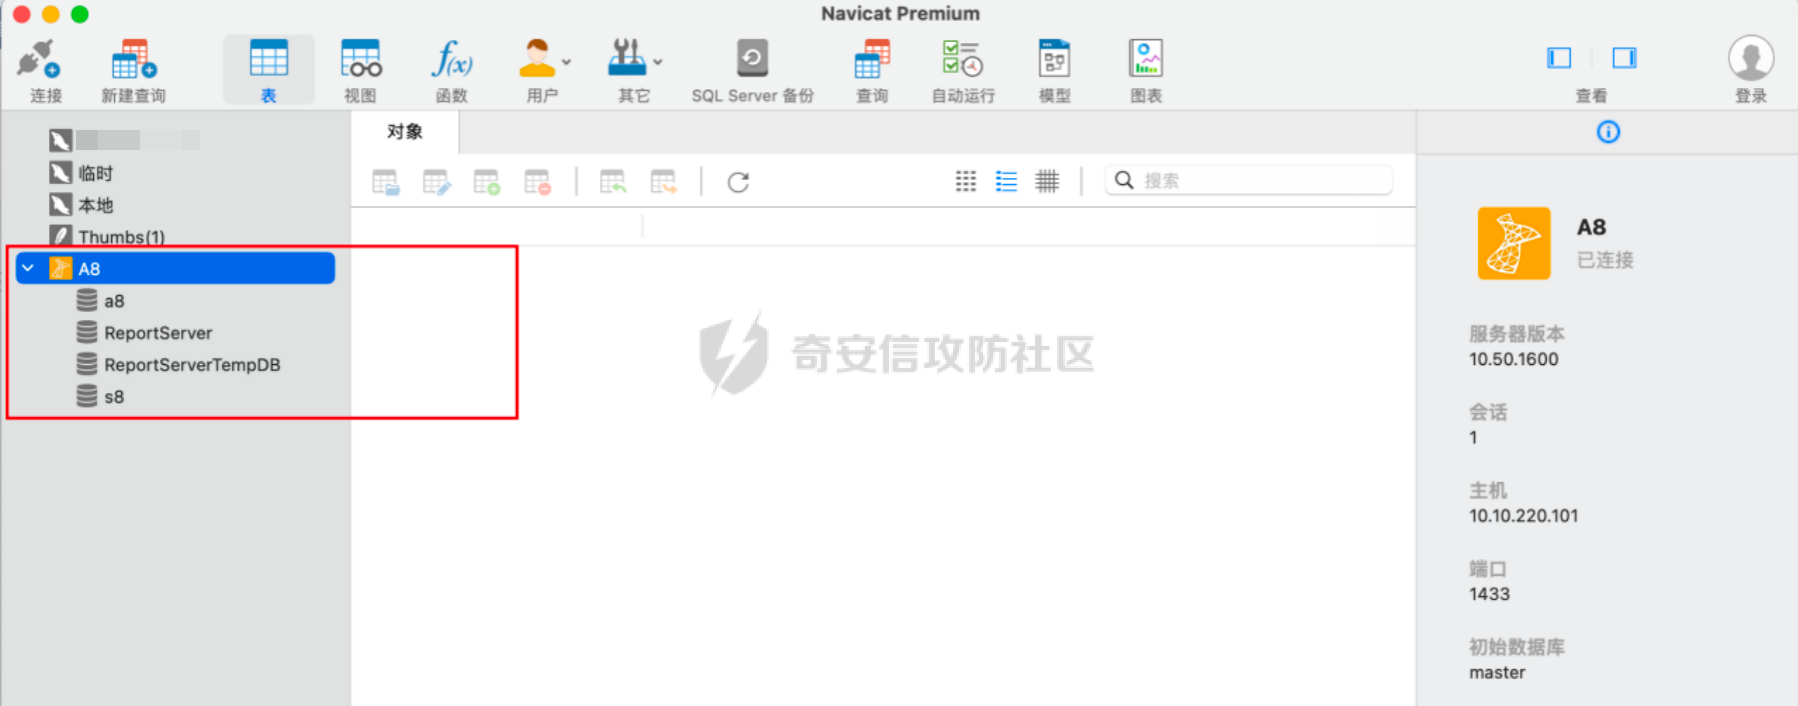 Navicat Premium
连接 新建查询 表 视图 函数 用户 其它 SQL Server 备份 查询 自动运行 模型 图表 查看 登录
临时
本地
Thumbs(1)
A8
a8
ReportServer
ReportServerTempDB
s8
对象
搜索
奇安信攻防社区
A8
已连接
服务器版本
10.50.1600
会话
1
主机
10.10.220.101
端口
1433
初始数据库
master